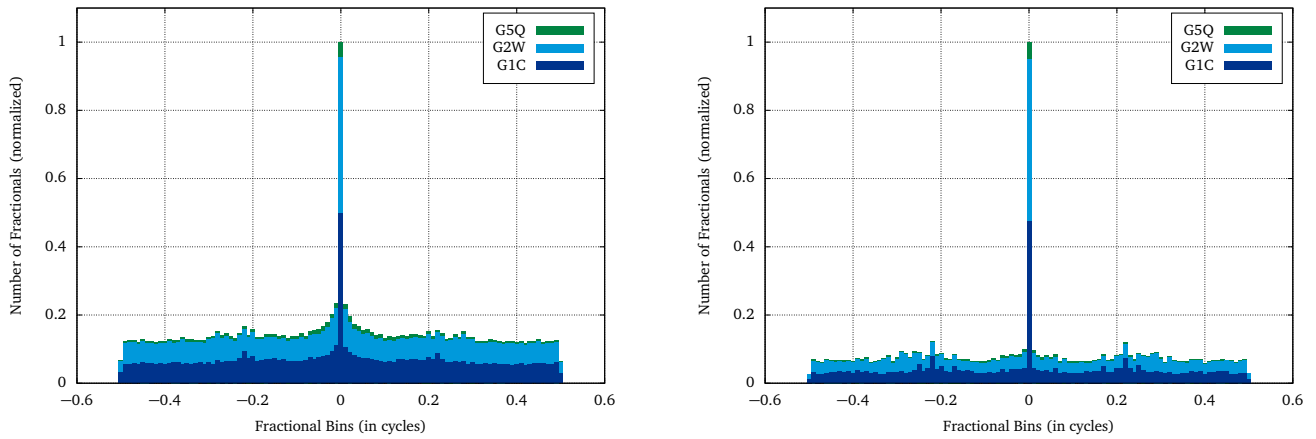 G5Q
G2W
G1C
Number of Fractionals (normalized)
1
0.8
0.6
0.4
0.2
0
−0.6 −0.4 −0.2 0 0.2 0.4 0.6
Fractional Bins (in cycles)
G5Q
G2W
G1C
Number of Fractionals (normalized)
1
0.8
0.6
0.4
0.2
0
−0.6 −0.4 −0.2 0 0.2 0.4 0.6
Fractional Bins (in cycles)